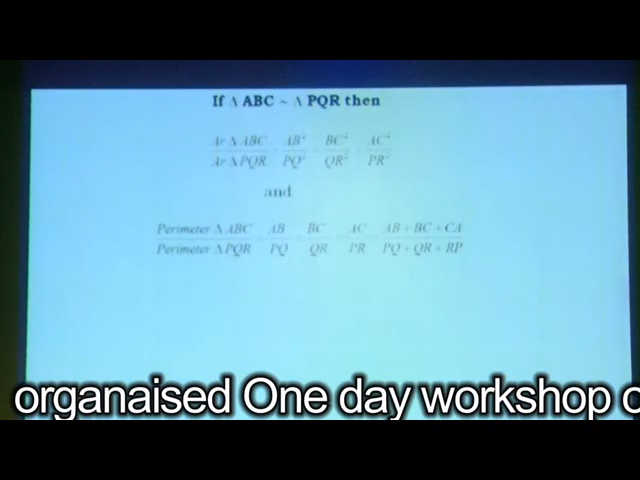 If Δ ABC ~ Δ PQR then
Ar Δ ABC / Ar Δ PQR = AB² / PQ² = BC² / QR² = AC² / PR²
and
Perimeter Δ ABC / Perimeter Δ PQR = AB / PQ = BC / QR = AC / PR = AB + BC + CA / PQ + QR + RP
organaised One day workshop